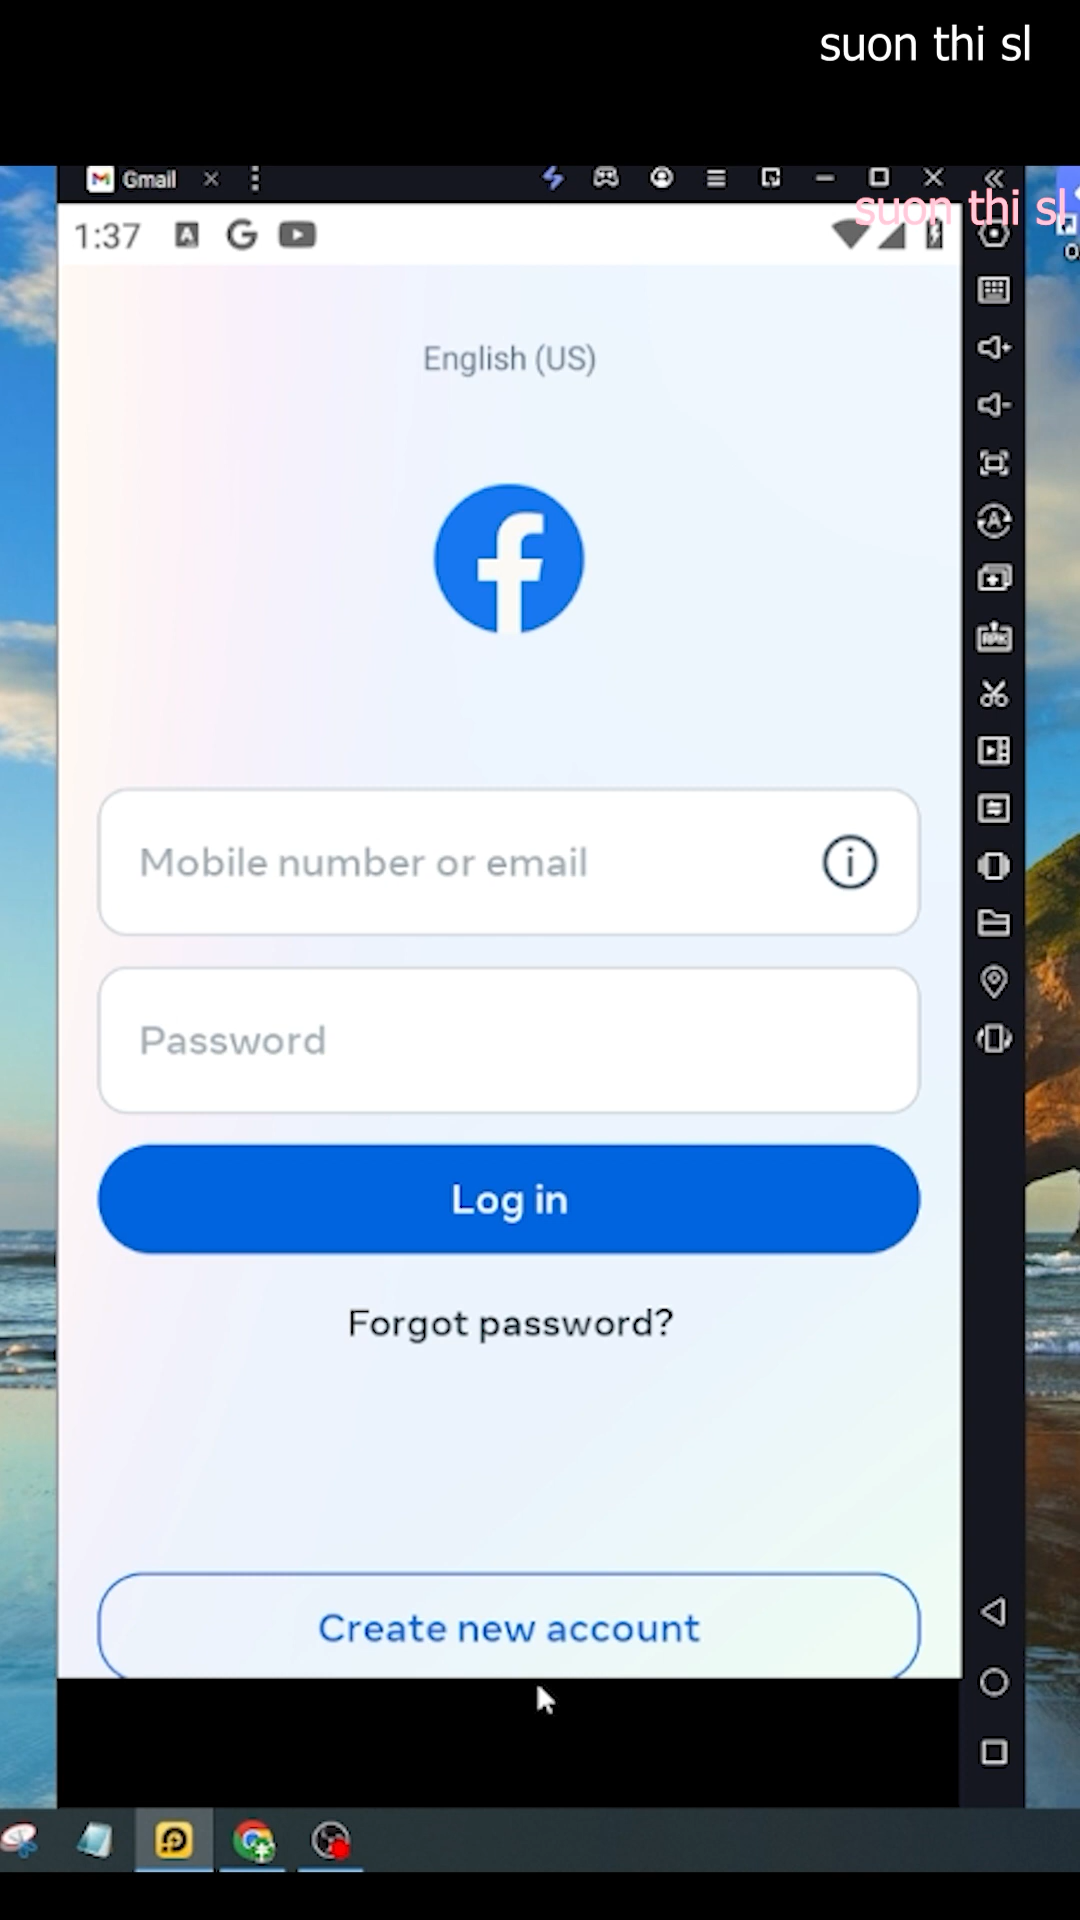 suon thi sl
Gmail
suon thi sl
1:37
English (US)
Mobile number or email
Password
Log in
Forgot password?
Create new account